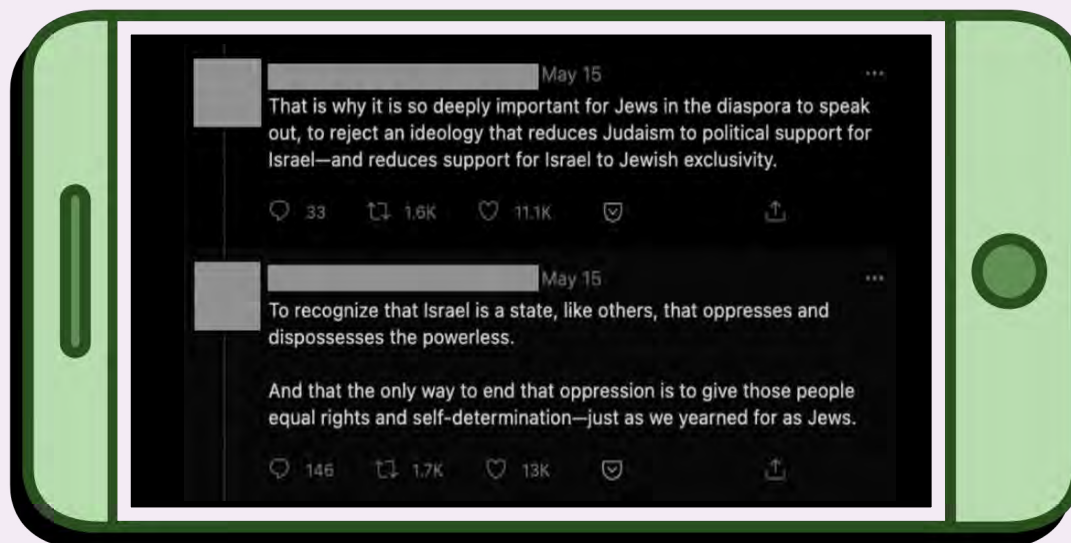 May 15
That is why it is so deeply important for Jews in the diaspora to speak
out, to reject an ideology that reduces Judaism to political support for
Israel—and reduces support for Israel to Jewish exclusivity.
33 1.6K 11.1K
May 15
To recognize that Israel is a state, like others, that oppresses and
dispossesses the powerless.
And that the only way to end that oppression is to give those people
equal rights and self-determination—just as we yearned for as Jews.
146 1.7K 13K